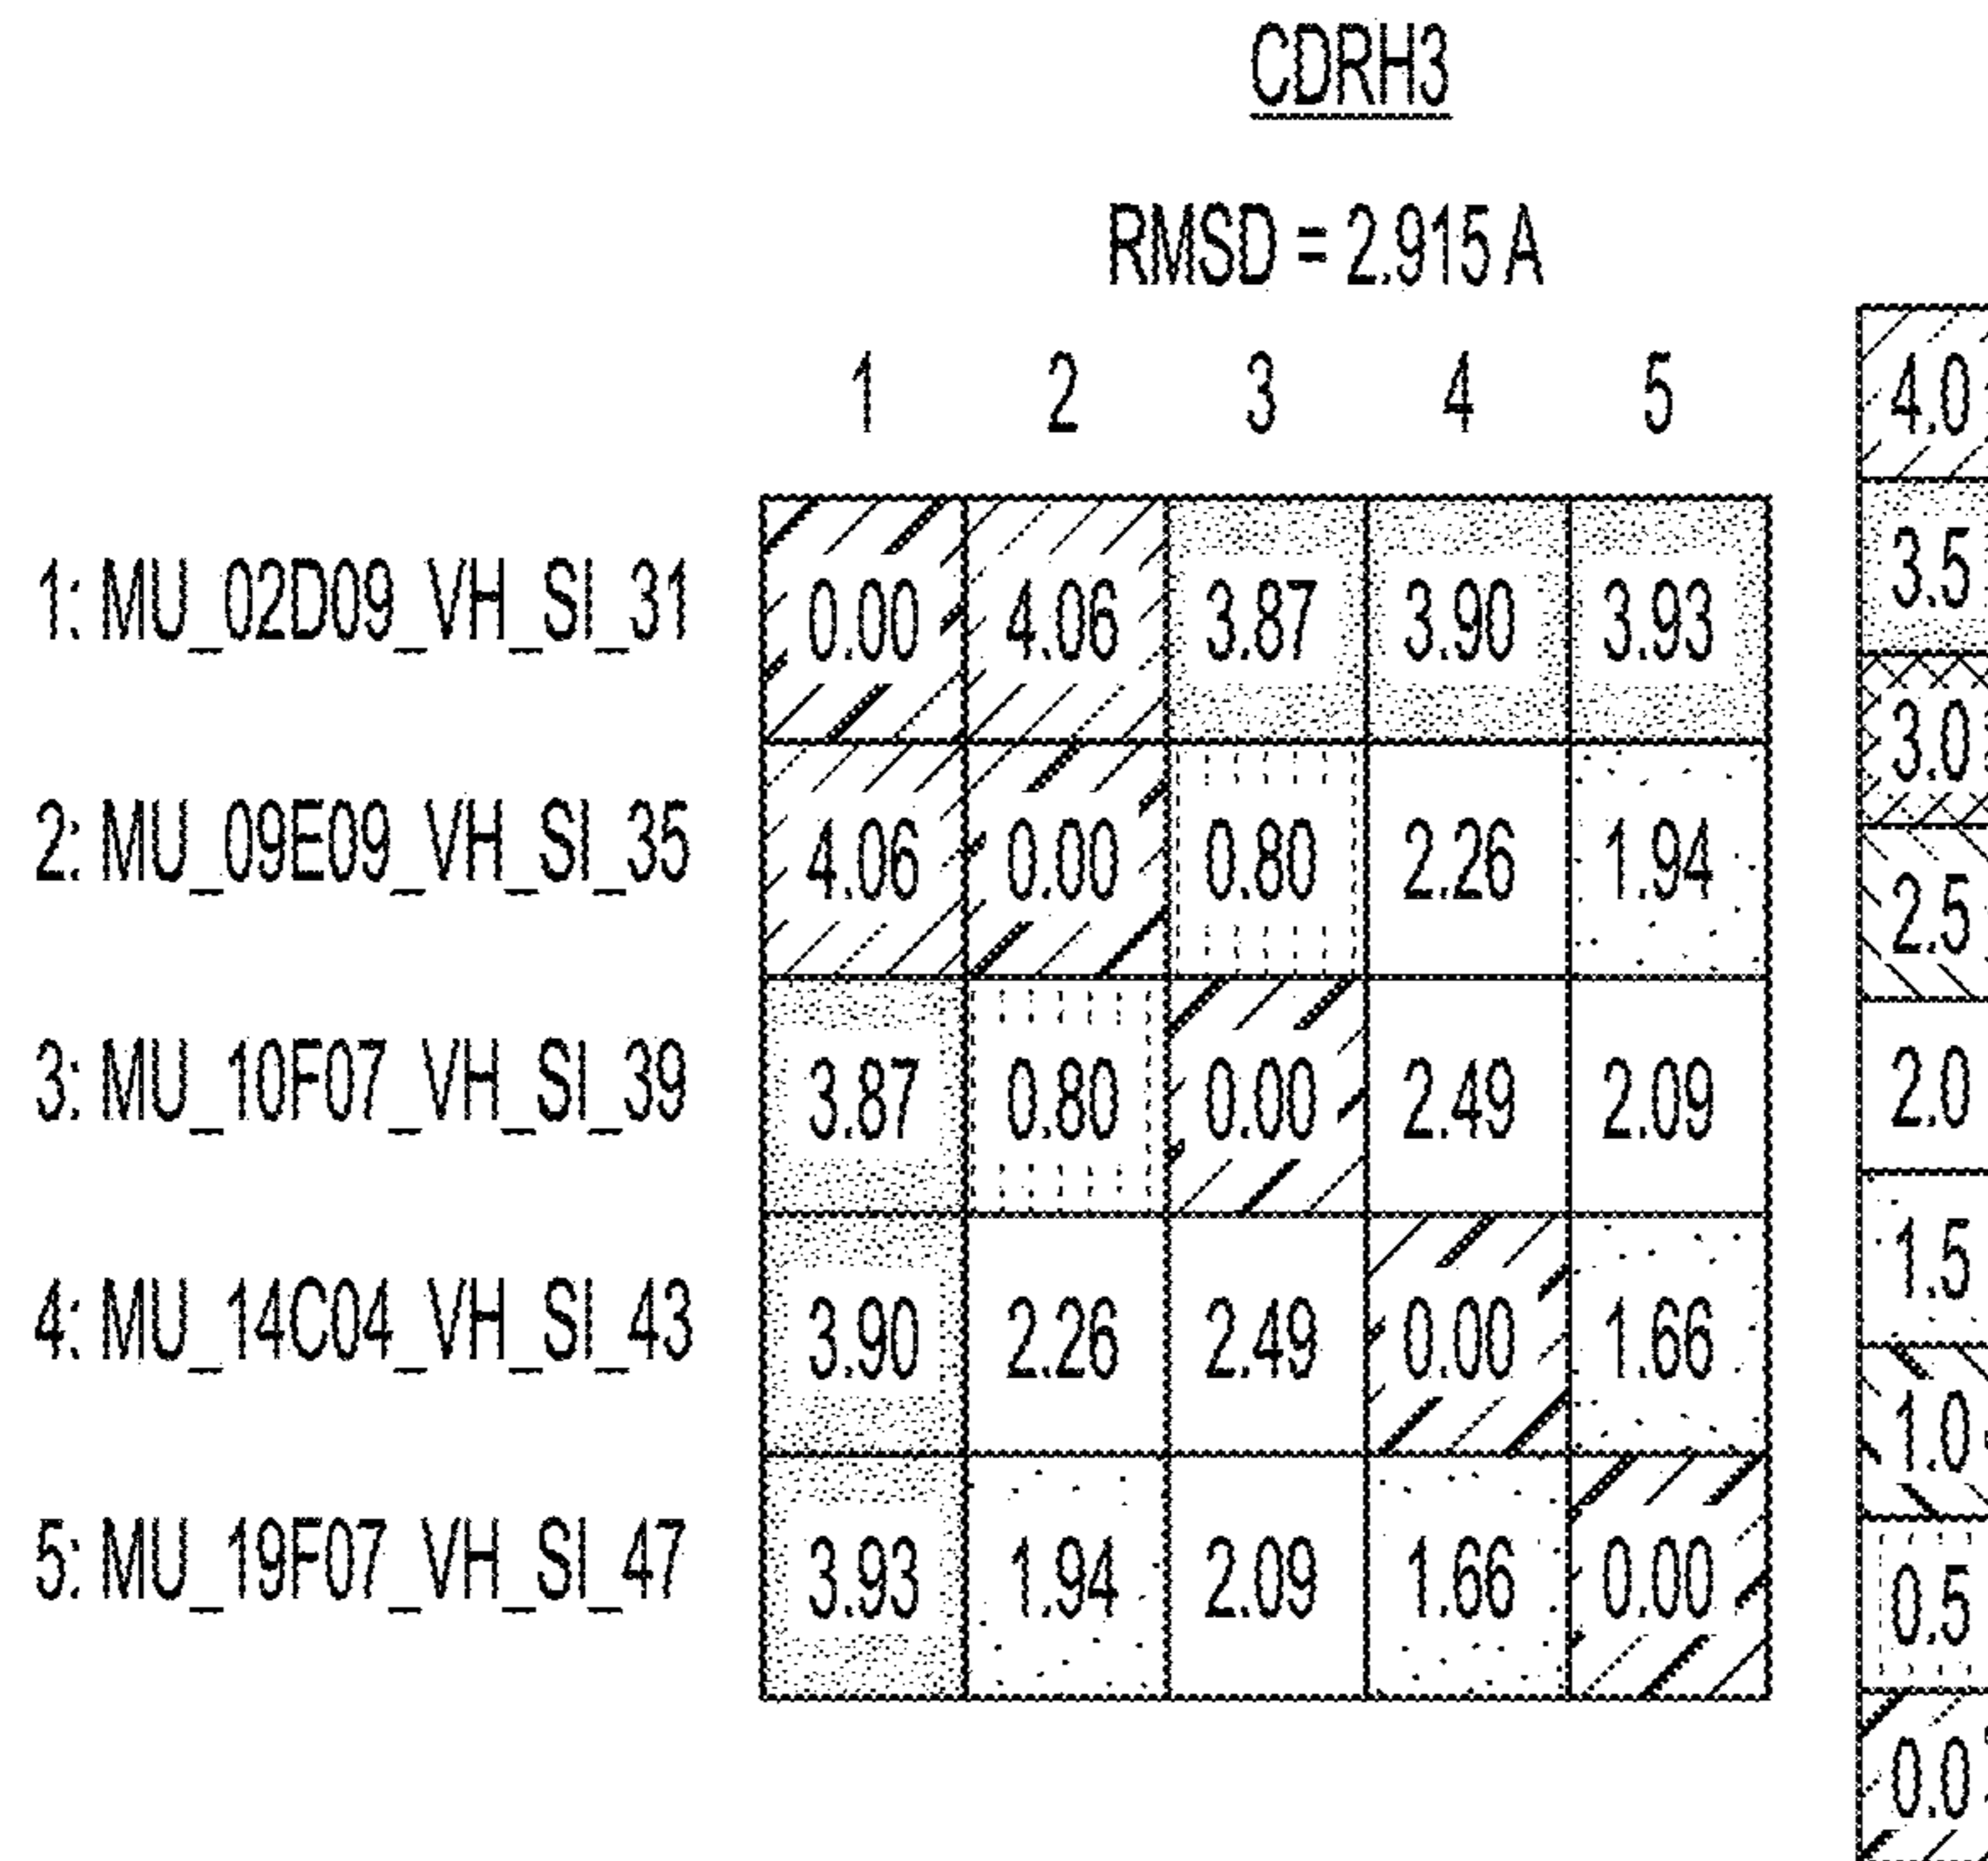 CDRH3
RMSD = 2.915 A
1 2 3 4 5
1: MU_02D09_VH_SI_31 0.00 4.06 3.87 3.90 3.93
2: MU_09E09_VH_SI_35 4.06 0.00 0.80 2.26 1.94
3: MU_10F07_VH_SI_39 3.87 0.80 0.00 2.49 2.09
4: MU_14C04_VH_SI_43 3.90 2.26 2.49 0.00 1.66
5: MU_19F07_VH_SI_47 3.93 1.94 2.09 1.66 0.00
4.0
3.5
3.0
2.5
2.0
1.5
1.0
0.5
0.0